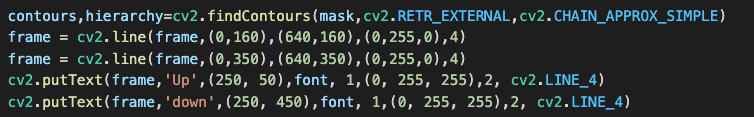 contours,hierarchy=cv2.findContours(mask,cv2.RETR_EXTERNAL,cv2.CHAIN_APPROX_SIMPLE)
frame = cv2.line(frame,(0,160),(640,160),(0,255,0),4)
frame = cv2.line(frame,(0,350),(640,350),(0,255,0),4)
cv2.putText(frame,'Up',(250, 50),font, 1,(0, 255, 255),2, cv2.LINE_4)
cv2.putText(frame,'down',(250, 450),font, 1,(0, 255, 255),2, cv2.LINE_4)